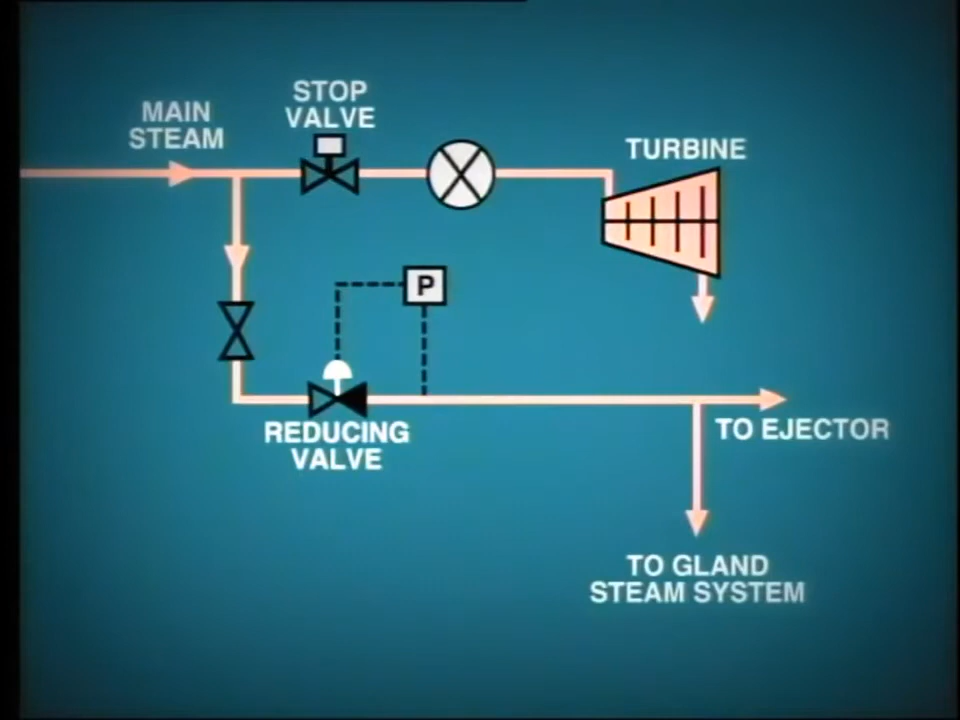 STOP
VALVE
MAIN
STEAM
TURBINE
P
REDUCING
VALVE
TO EJECTOR
TO GLAND
STEAM SYSTEM